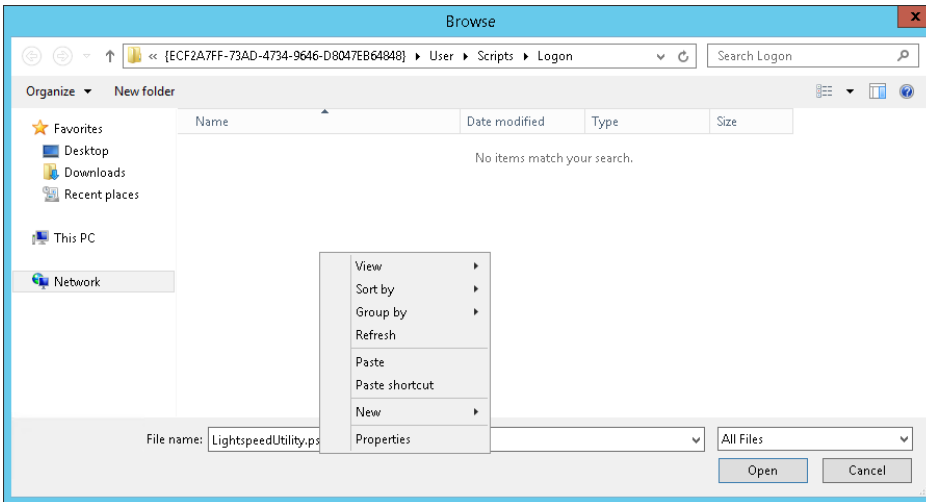 Browse
x
« {ECF2A7FF-73AD-4734-9646-D8047EB64848} ▸ User ▸ Scripts ▸ Logon
Search Logon
Organize
New folder
Name Date modified Type Size
No items match your search.
Favorites
Desktop
Downloads
Recent places
This PC
Network
View
Sort by
Group by
Refresh
Paste
Paste shortcut
New
Properties
File name: LightspeedUtility.ps
All Files
Open Cancel